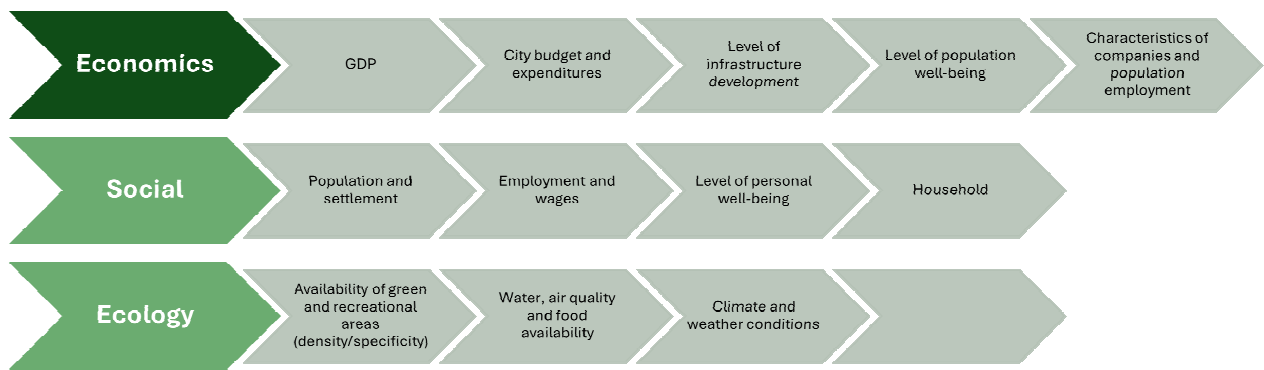 Economics
GDP
City budget and
expenditures
Level of
infrastructure
development
Level of population
well-being
Characteristics of
companies and
population
employment
Social
Population and
settlement
Employment and
wages
Level of personal
well-being
Household
Ecology
Availability of green
and recreational
areas
(density/specificity)
Water, air quality
and food
availability
Climate and
weather conditions